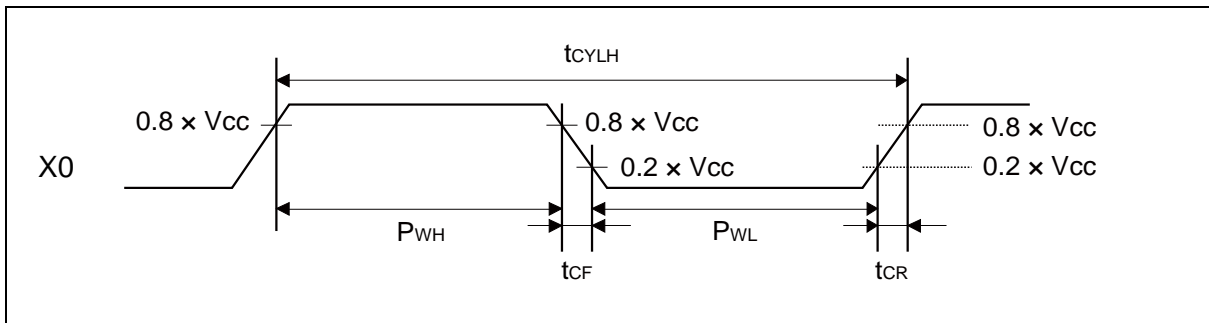 tCYLH
0.8 × Vcc
0.8 × Vcc
0.8 × Vcc
X0
0.2 × Vcc
0.2 × Vcc
PWH
PWL
tCF
tCR